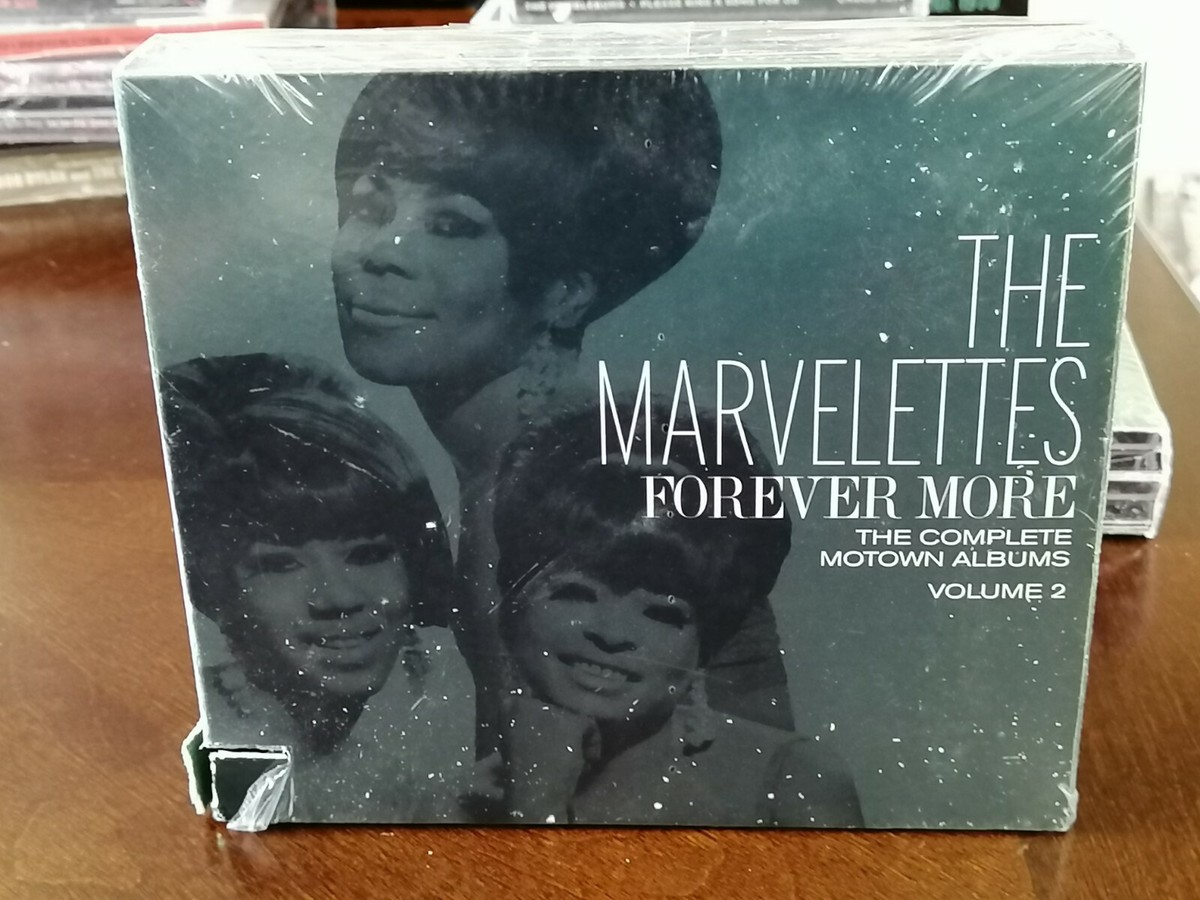 THE
MARVELETTES
FOREVER MORE
THE COMPLETE
MOTOWN ALBUMS
VOLUME 2